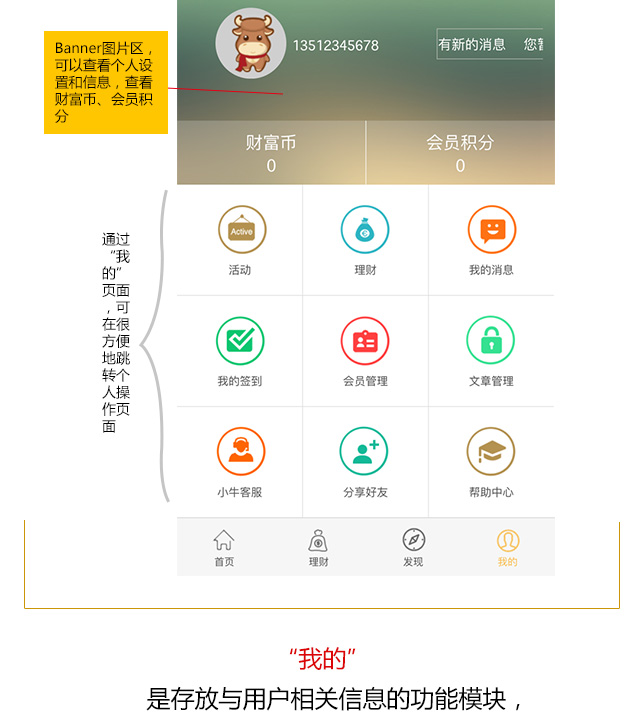 Banner图片区，
可以查看个人设
置和信息，查看
财富币、会员积
分
13512345678
有新的消息 您暂
财富币
0
会员积分
0
通过
“我
的”
页面
，可
在很
方便
地跳
转个
人操
作页
面
Active
活动
理财
我的消息
我的签到
会员管理
文章管理
小牛客服
分享好友
帮助中心
首页
理财
发现
我的
“我的”
是存放与用户相关信息的功能模块，